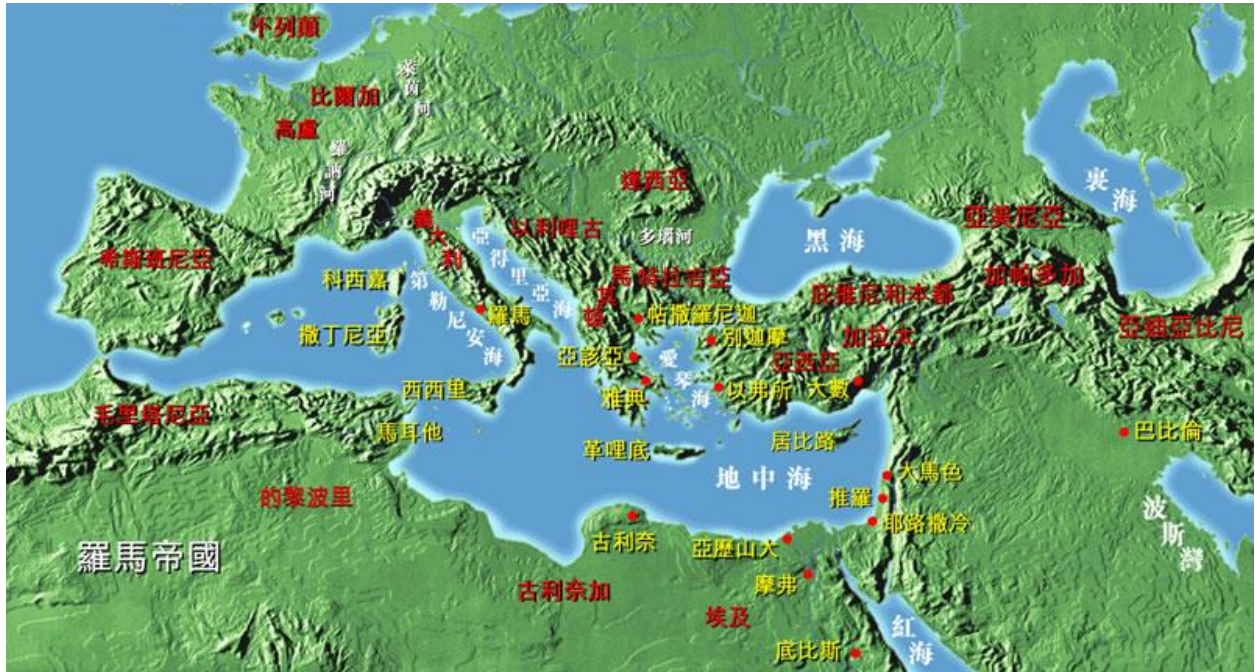 不列顛
萊茵河
比爾加
高盧
羅訥河
達西亞
裏海
亞美尼亞
義大利
亞得里亞海
以利哩古
多瑙河
黑海
希斯班尼亞
科西嘉
第勒尼安海
馬其頓
特拉吉亞
加帕多加
庇推尼和本都
羅馬
帖撒羅尼迦
亞迪亞比尼
撒丁尼亞
別迦摩
加拉太
亞該亞
愛琴海
亞西亞
西西里
雅典
以弗所
大數
毛里塔尼亞
馬耳他
革哩底
居比路
巴比倫
地中海
大馬色
的黎波里
推羅
波斯灣
耶路撒冷
古利奈
亞歷山大
羅馬帝國
摩弗
古利奈加
埃及
紅海
底比斯